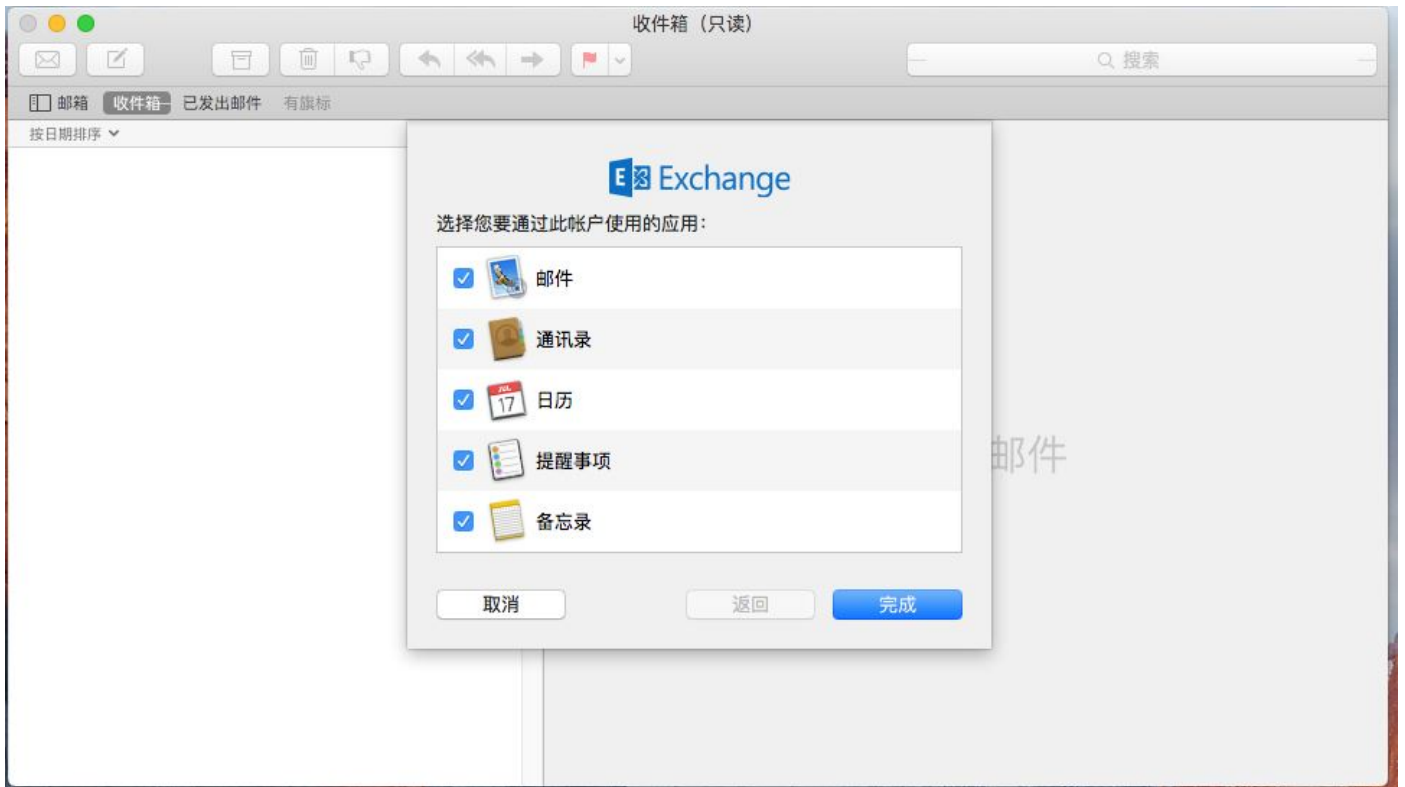 收件箱（只读）
搜索
邮箱 收件箱 已发出邮件 有旗标
按日期排序
E Exchange
选择您要通过此帐户使用的应用：
邮件
通讯录
JUL 17
日历
提醒事项
备忘录
邮件
取消 返回 完成